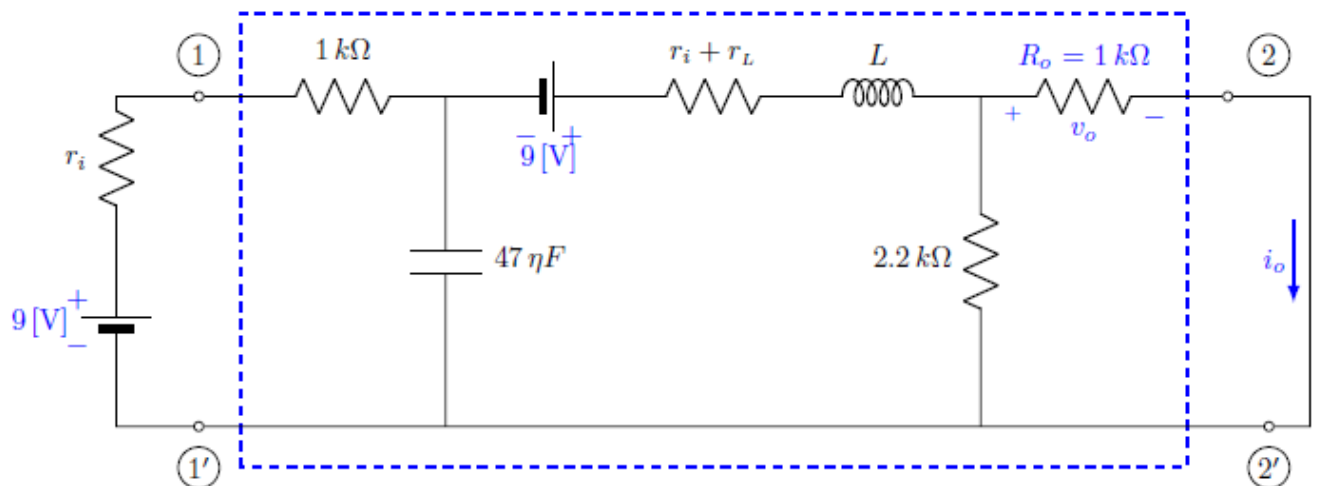 1
1 kΩ
r_i + r_L
L
R_o = 1 kΩ
2
+ v_o −
− +
9 [V]
r_i
47 ηF
2.2 kΩ
i_o
+
9 [V]
−
1′
2′